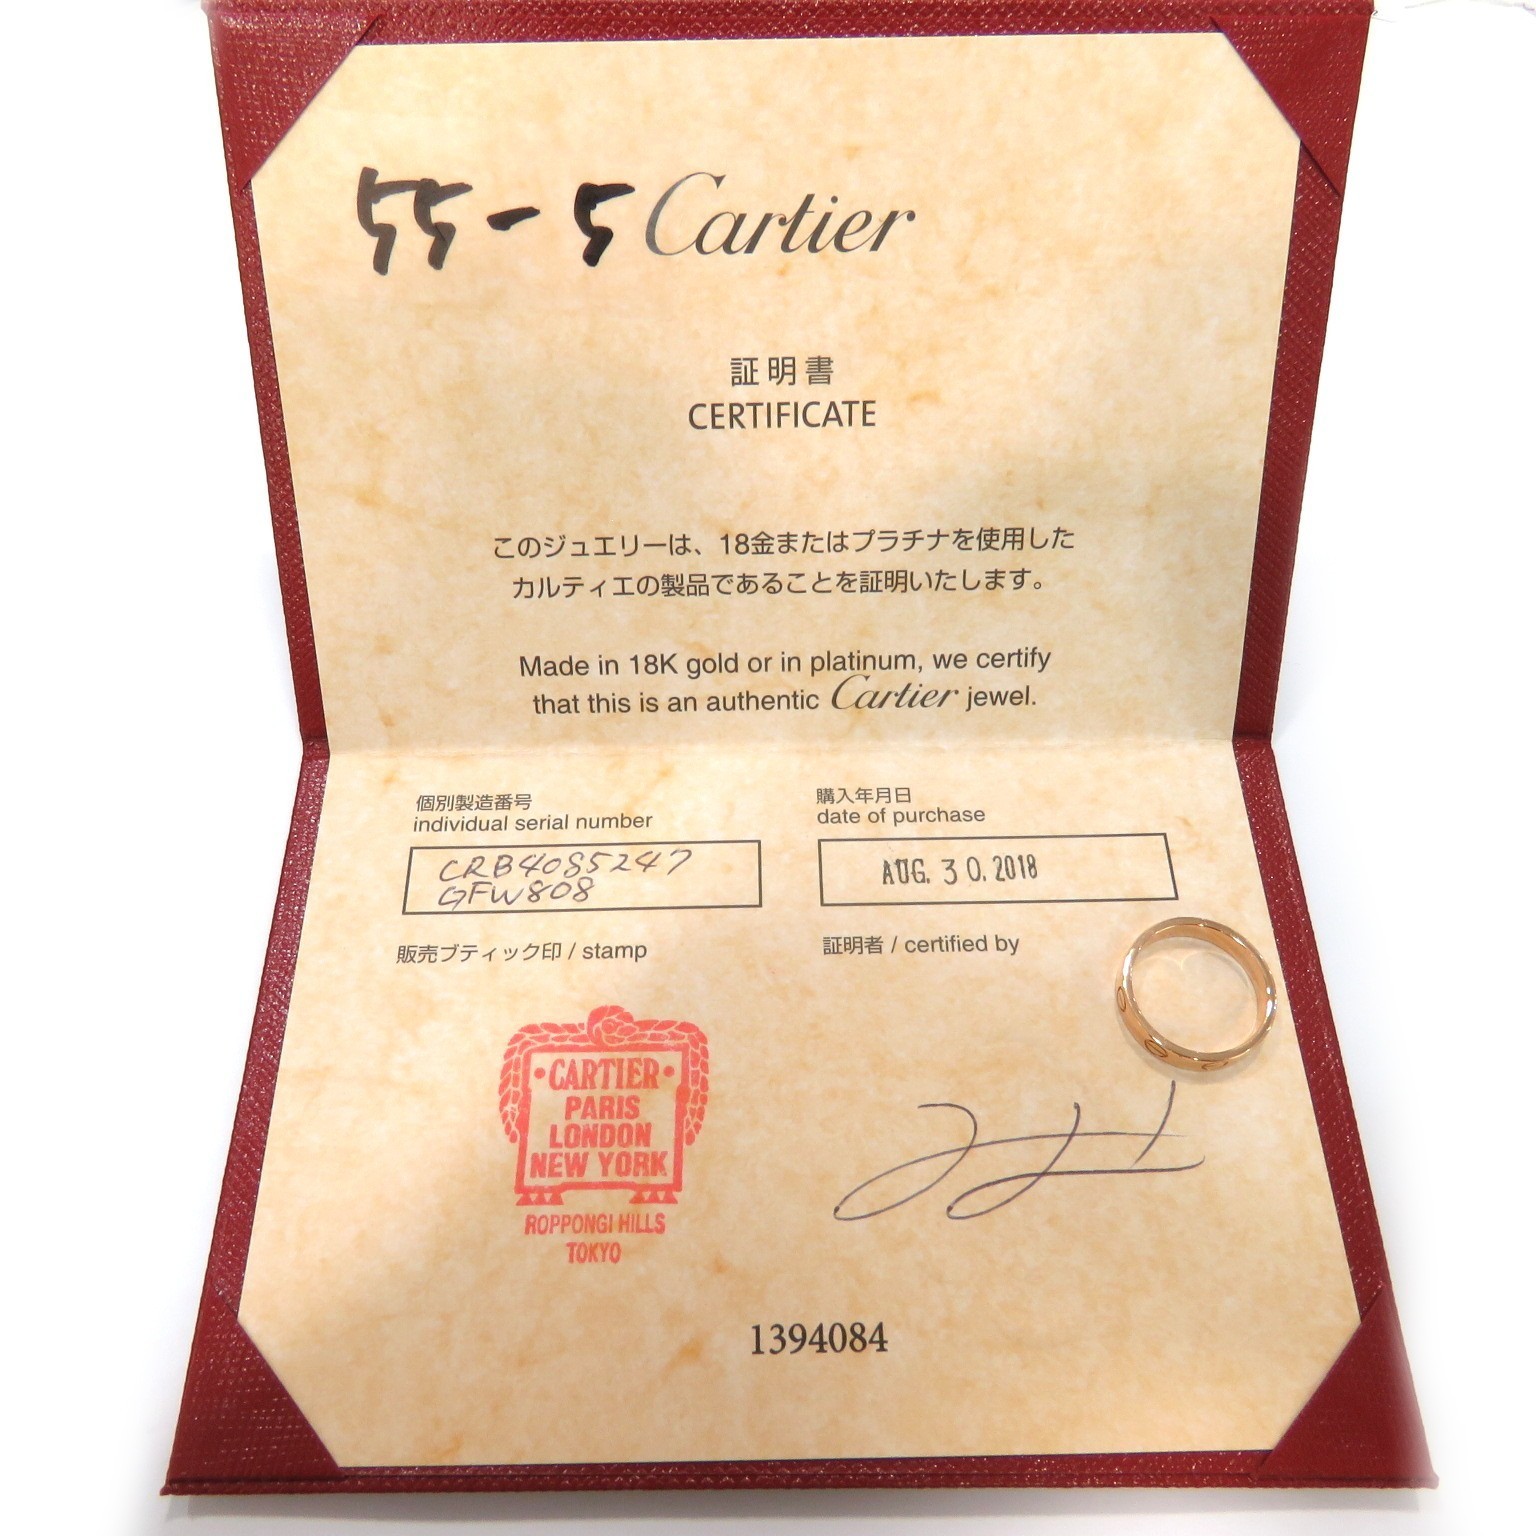 55-5 Cartier
証明書
CERTIFICATE
このジュエリーは、18金またはプラチナを使用した
カルティエの製品であることを証明いたします。
Made in 18K gold or in platinum, we certify
that this is an authentic Cartier jewel.
個別製造番号
individual serial number
CRB4085247
GFW808
購入年月日
date of purchase
AUG. 30. 2018
販売ブティック印 / stamp
証明者 / certified by
・CARTIER・
PARIS
LONDON
NEW YORK
ROPPONGI HILLS
TOKYO
1394084